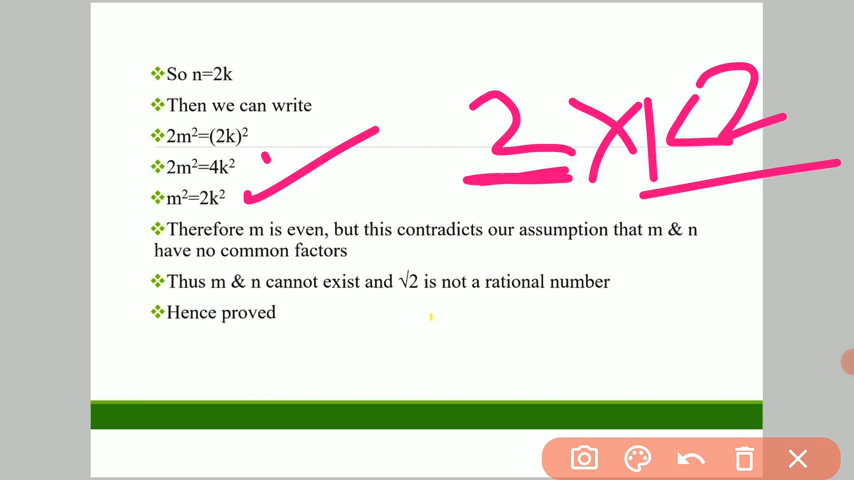 So n=2k
Then we can write
2m²=(2k)²
2m²=4k²
m²=2k²
Therefore m is even, but this contradicts our assumption that m & n
have no common factors
Thus m & n cannot exist and √2 is not a rational number
Hence proved
2 x